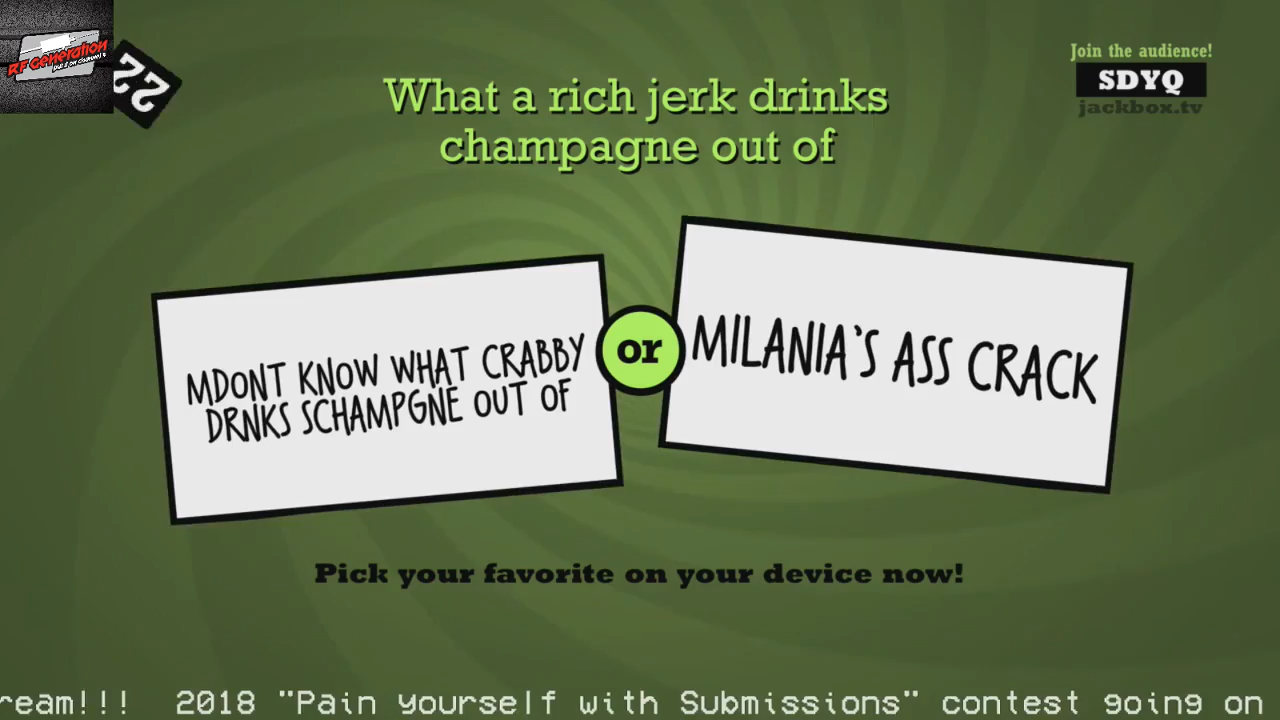 RF Generation
22
Join the audience!
SDYQ
jackbox.tv
What a rich jerk drinks
champagne out of
MDONT KNOW WHAT CRABBY
DRNKS SCHAMPGNE OUT OF
or
MILANIA'S ASS CRACK
Pick your favorite on your device now!
ream!!!  2018 "Pain Yourself with Submissions" contest going on